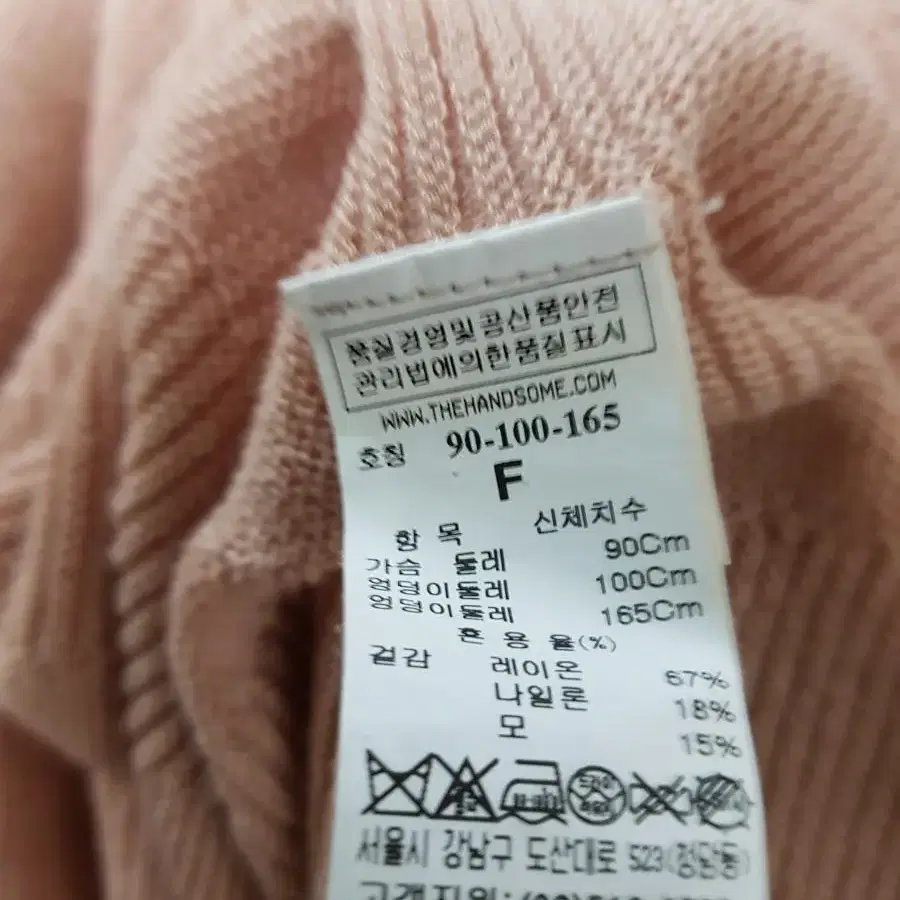 품질경영및공산품안전
관리법에의한품질표시
WWW.THEHANDSOME.COM
호칭 90-100-165
F
항 목 신체치수
가슴 둘레 90Cm
엉덩이둘레 100Cm
엉덩이둘레 165Cm
혼 용 율(%)
겉감 레이온 67%
나일론 18%
모 15%
서울시 강남구 도산대로 523(청담동)
고객지원: